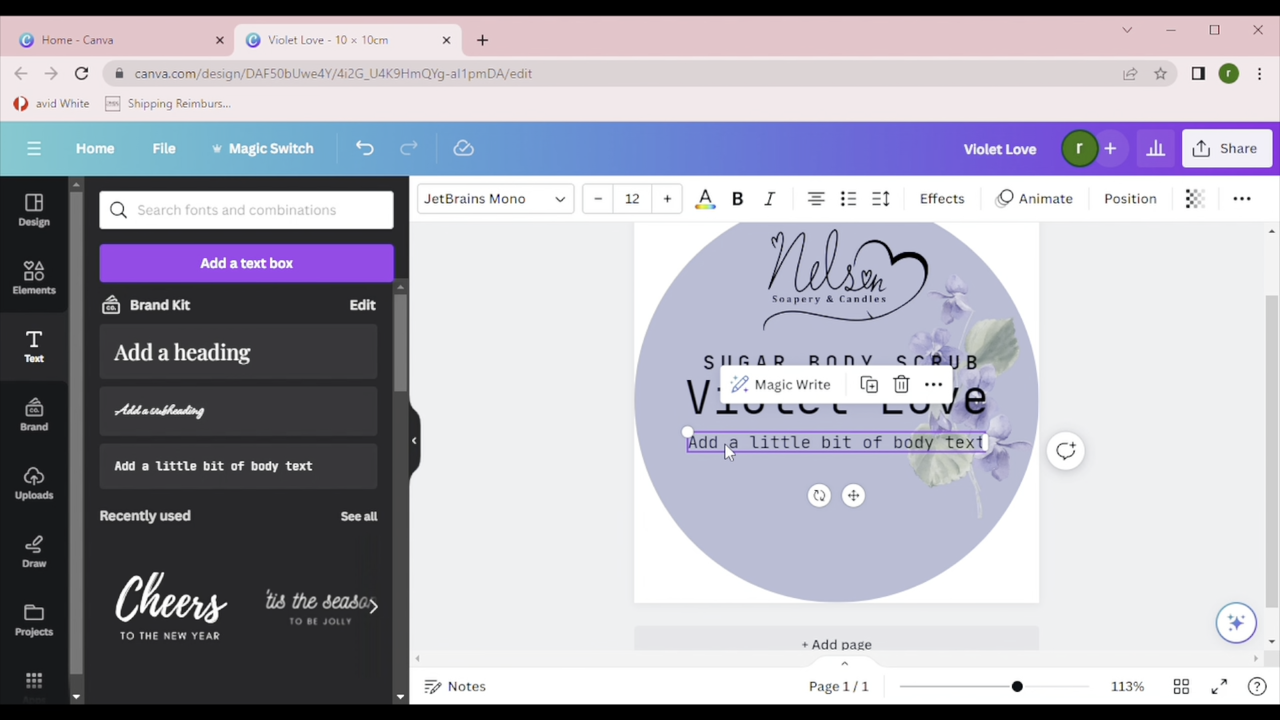 Home - Canva
Violet Love - 10 × 10cm
canva.com/design/DAF50bUwe4Y/4i2G_U4K9HmQYg-aI1pmDA/edit
r
avid White
Shipping Reimburs...
Home
File
Magic Switch
Violet Love
r
Share
Design
Elements
Text
Brand
Uploads
Draw
Projects
Search fonts and combinations
Add a text box
CO.
Brand Kit
Edit
Add a heading
Add a subheading
Add a little bit of body text
Recently used
See all
Cheers
TO THE NEW YEAR
'tis the seaso
TO BE JOLLY
JetBrains Mono
12
Effects
Animate
Position
Nelson
Soapery & Candles
SUGAR BODY SCRUB
Magic Write
Violet Love
Add a little bit of body text
+ Add page
Notes
Page 1 / 1
113%